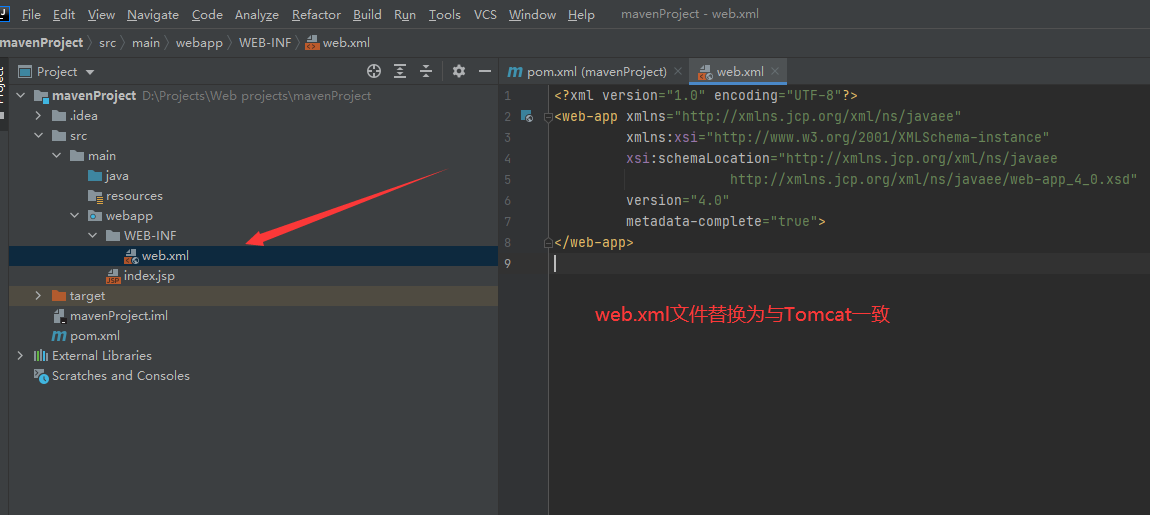 File Edit View Navigate Code Analyze Refactor Build Run Tools VCS Window Help mavenProject - web.xml
mavenProject src main webapp WEB-INF web.xml
Project
pom.xml (mavenProject) web.xml
mavenProject D:\Projects\Web projects\mavenProject
.idea
src
main
java
resources
webapp
WEB-INF
web.xml
index.jsp
target
mavenProject.iml
pom.xml
External Libraries
Scratches and Consoles
1 <?xml version="1.0" encoding="UTF-8"?>
2 <web-app xmlns="http://xmlns.jcp.org/xml/ns/javaee"
3 xmlns:xsi="http://www.w3.org/2001/XMLSchema-instance"
4 xsi:schemaLocation="http://xmlns.jcp.org/xml/ns/javaee
5 http://xmlns.jcp.org/xml/ns/javaee/web-app_4_0.xsd"
6 version="4.0"
7 metadata-complete="true">
8 </web-app>
9
web.xml文件替换为与Tomcat一致